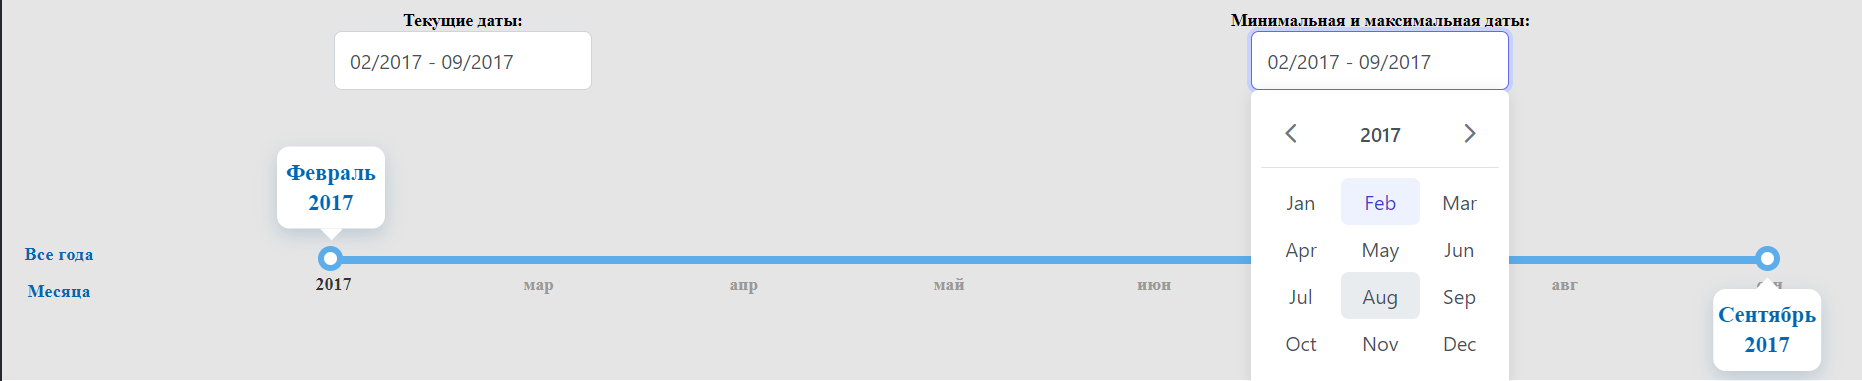 Текущие даты:
Минимальная и максимальная даты:
02/2017 - 09/2017
02/2017 - 09/2017
2017
Февраль
2017
Jan Feb Mar
Apr May Jun
Jul Aug Sep
Oct Nov Dec
Все года
Месяца
2017 мар апр май июн авг
Сентябрь
2017